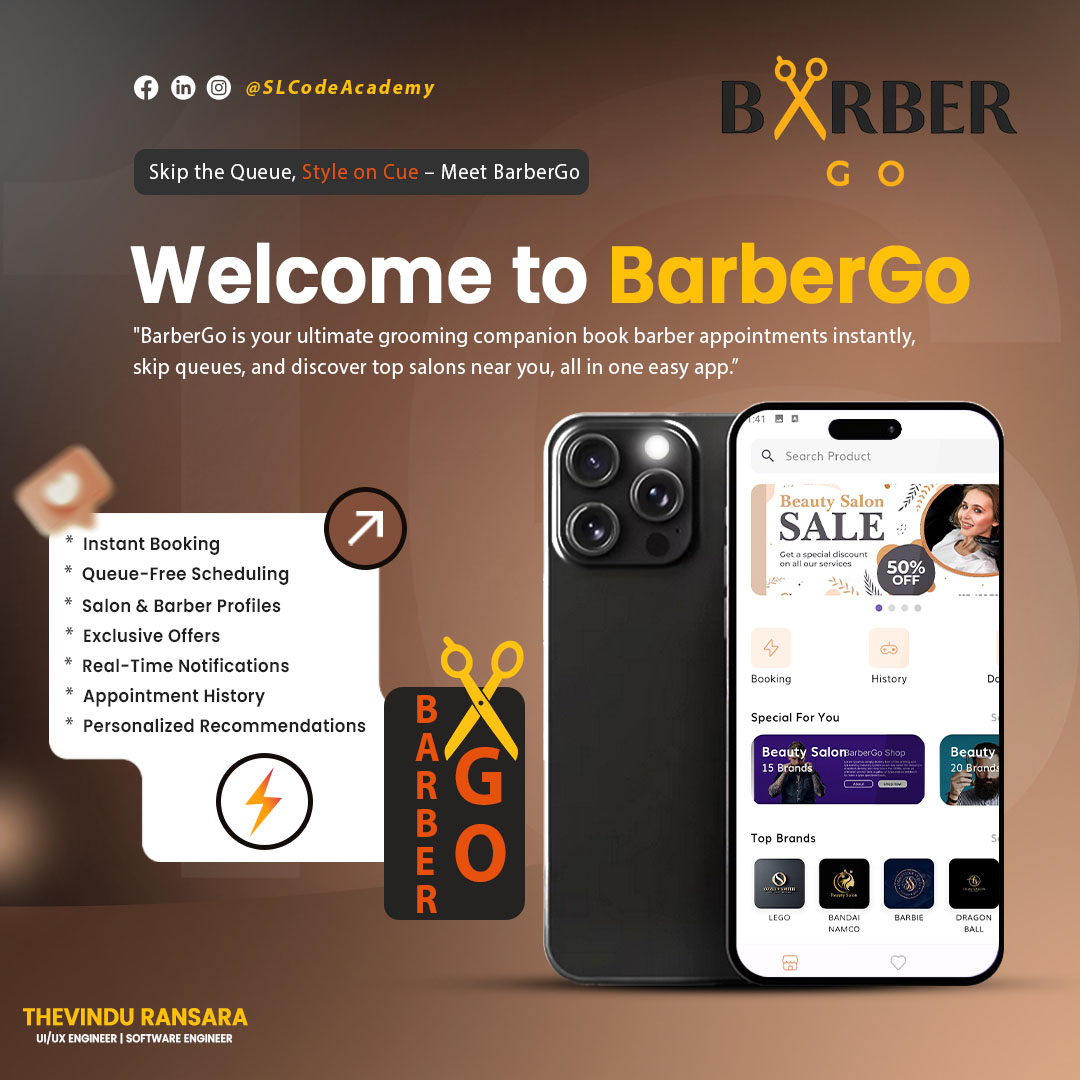 @SLCodeAcademy
BARBER
GO
Skip the Queue, Style on Cue – Meet BarberGo
Welcome to BarberGo
"BarberGo is your ultimate grooming companion book barber appointments instantly,
skip queues, and discover top salons near you, all in one easy app.”
* Instant Booking
* Queue-Free Scheduling
* Salon & Barber Profiles
* Exclusive Offers
* Real-Time Notifications
* Appointment History
* Personalized Recommendations
BARBER
GO
:41
Search Product
Beauty Salon
SALE
Get a special discount
on all our services
50%
OFF
Booking
History
Do
Special For You
Beauty Salon
BarberGo Shop
15 Brands
Beauty
20 Brands
Top Brands
Beauty Salon
LEGO
BANDAI
NAMCO
BARBIE
DRAGON
BALL
THEVINDU RANSARA
UI/UX ENGINEER | SOFTWARE ENGINEER